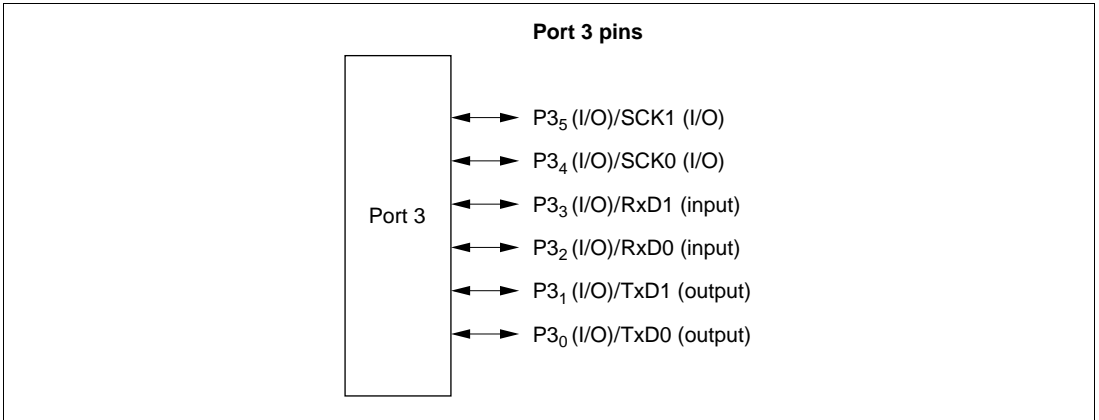 Port 3 pins
P3₅ (I/O)/SCK1 (I/O)
P3₄ (I/O)/SCK0 (I/O)
P3₃ (I/O)/RxD1 (input)
Port 3
P3₂ (I/O)/RxD0 (input)
P3₁ (I/O)/TxD1 (output)
P3₀ (I/O)/TxD0 (output)